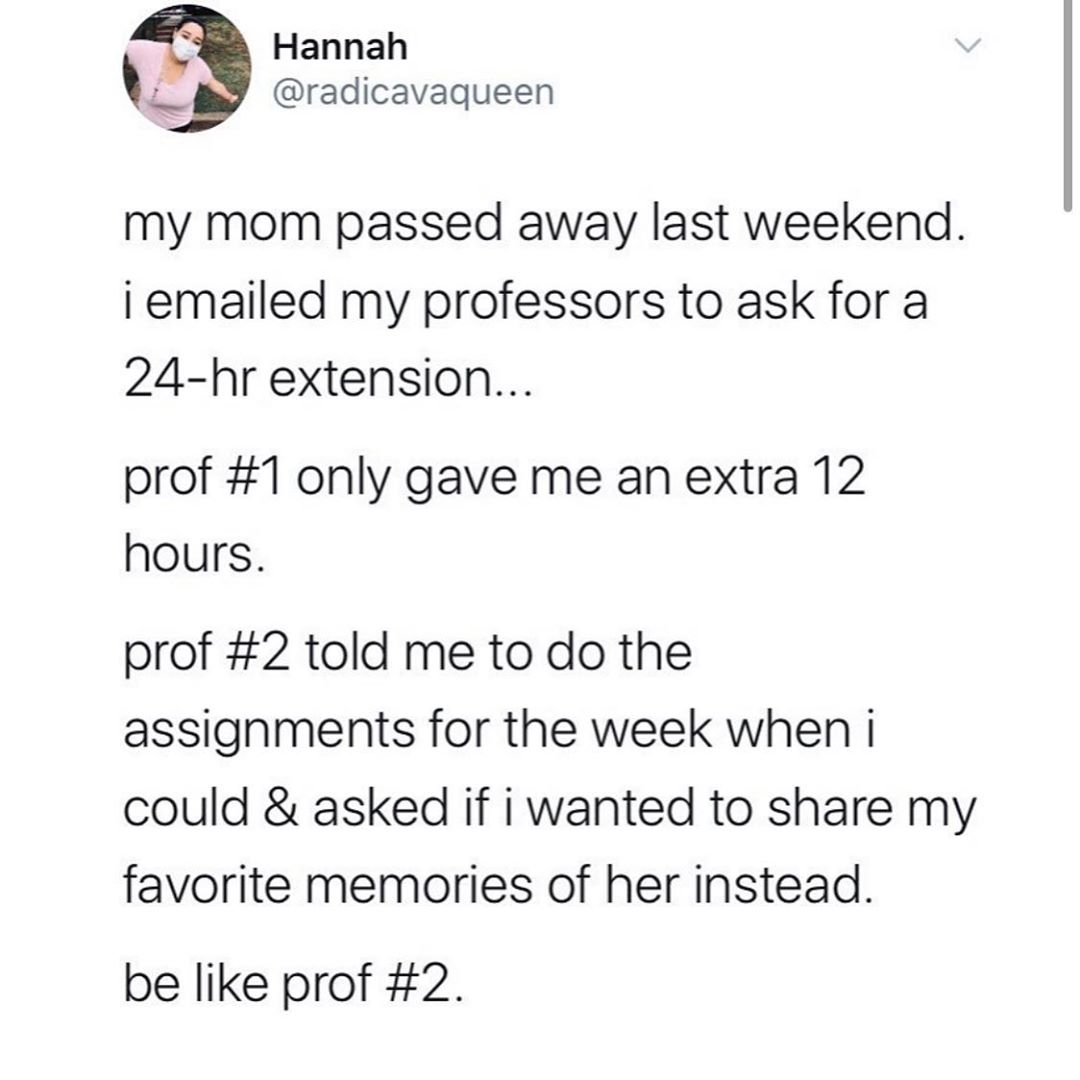 Hannah
@radicavaqueen
my mom passed away last weekend.
i emailed my professors to ask for a
24-hr extension...
prof #1 only gave me an extra 12
hours.
prof #2 told me to do the
assignments for the week when i
could & asked if i wanted to share my
favorite memories of her instead.
be like prof #2.